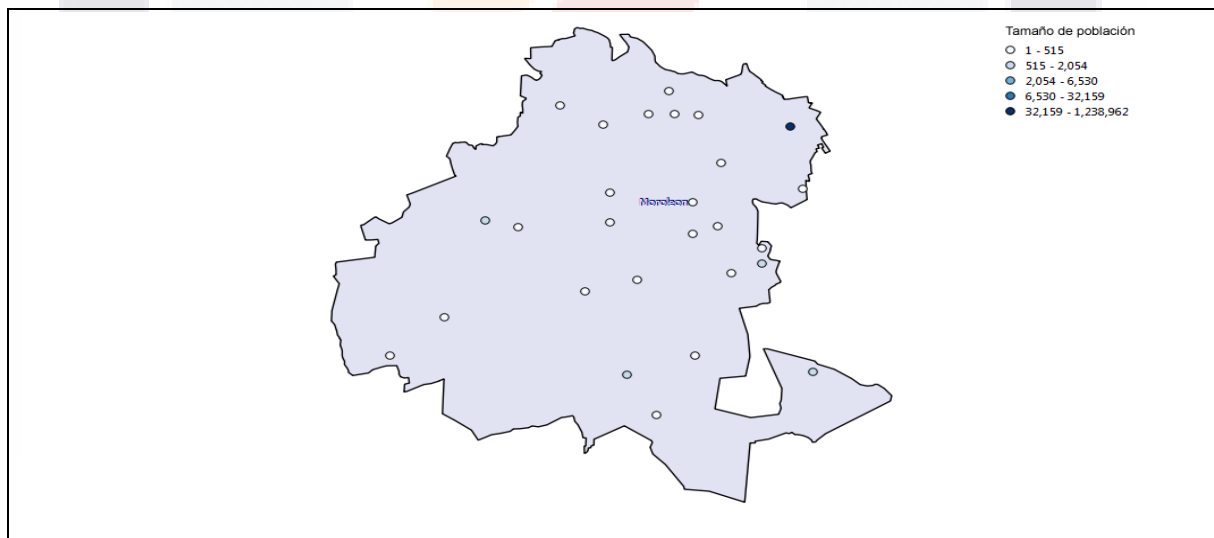 Tamaño de población
1 - 515
515 - 2,054
2,054 - 6,530
6,530 - 32,159
32,159 - 1,238,962
Moroleon